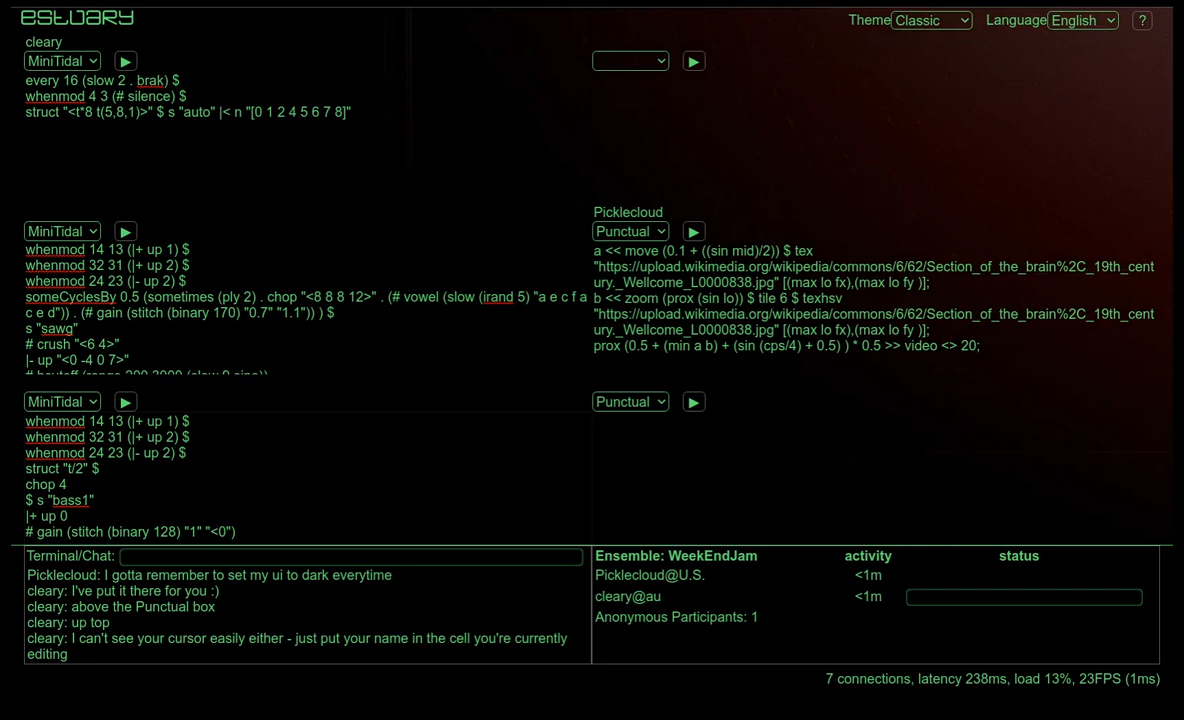 estuary
Theme Classic Language English ?
cleary
MiniTidal
every 16 (slow 2 . brak) $
whenmod 4 3 (# silence) $
struct "<t*8 t(5,8,1)>" $ s "auto" |< n "[0 1 2 4 5 6 7 8]"
MiniTidal
whenmod 14 13 (|+ up 1) $
whenmod 32 31 (|+ up 2) $
whenmod 24 23 (|- up 2) $
someCyclesBy 0.5 (sometimes (ply 2) . chop "<8 8 8 12>" . (# vowel (slow (irand 5) "a e c f a
c e d")) . (# gain (stitch (binary 170) "0.7" "1.1")) ) $
s "sawg"
# crush "<6 4>"
|- up "<0 -4 0 7>"
Picklecloud
Punctual
a << move (0.1 + ((sin mid)/2)) $ tex
"https://upload.wikimedia.org/wikipedia/commons/6/62/Section_of_the_brain%2C_19th_cent
ury._Wellcome_L0000838.jpg" [(max lo fx),(max lo fy )];
b << zoom (prox (sin lo)) $ tile 6 $ texhsv
"https://upload.wikimedia.org/wikipedia/commons/6/62/Section_of_the_brain%2C_19th_cent
ury._Wellcome_L0000838.jpg" [(max lo fx),(max lo fy )];
prox (0.5 + (min a b) + (sin (cps/4) + 0.5) ) * 0.5 >> video <> 20;
MiniTidal
whenmod 14 13 (|+ up 1) $
whenmod 32 31 (|+ up 2) $
whenmod 24 23 (|- up 2) $
struct "t/2" $
chop 4
$ s "bass1"
|+ up 0
# gain (stitch (binary 128) "1" "<0")
Punctual
Terminal/Chat:
Picklecloud: I gotta remember to set my ui to dark everytime
cleary: I've put it there for you :)
cleary: above the Punctual box
cleary: up top
cleary: I can't see your cursor easily either - just put your name in the cell you're currently
editing
Ensemble: WeekEndJam activity status
Picklecloud@U.S. <1m
cleary@au <1m
Anonymous Participants: 1
7 connections, latency 238ms, load 13%, 23FPS (1ms)